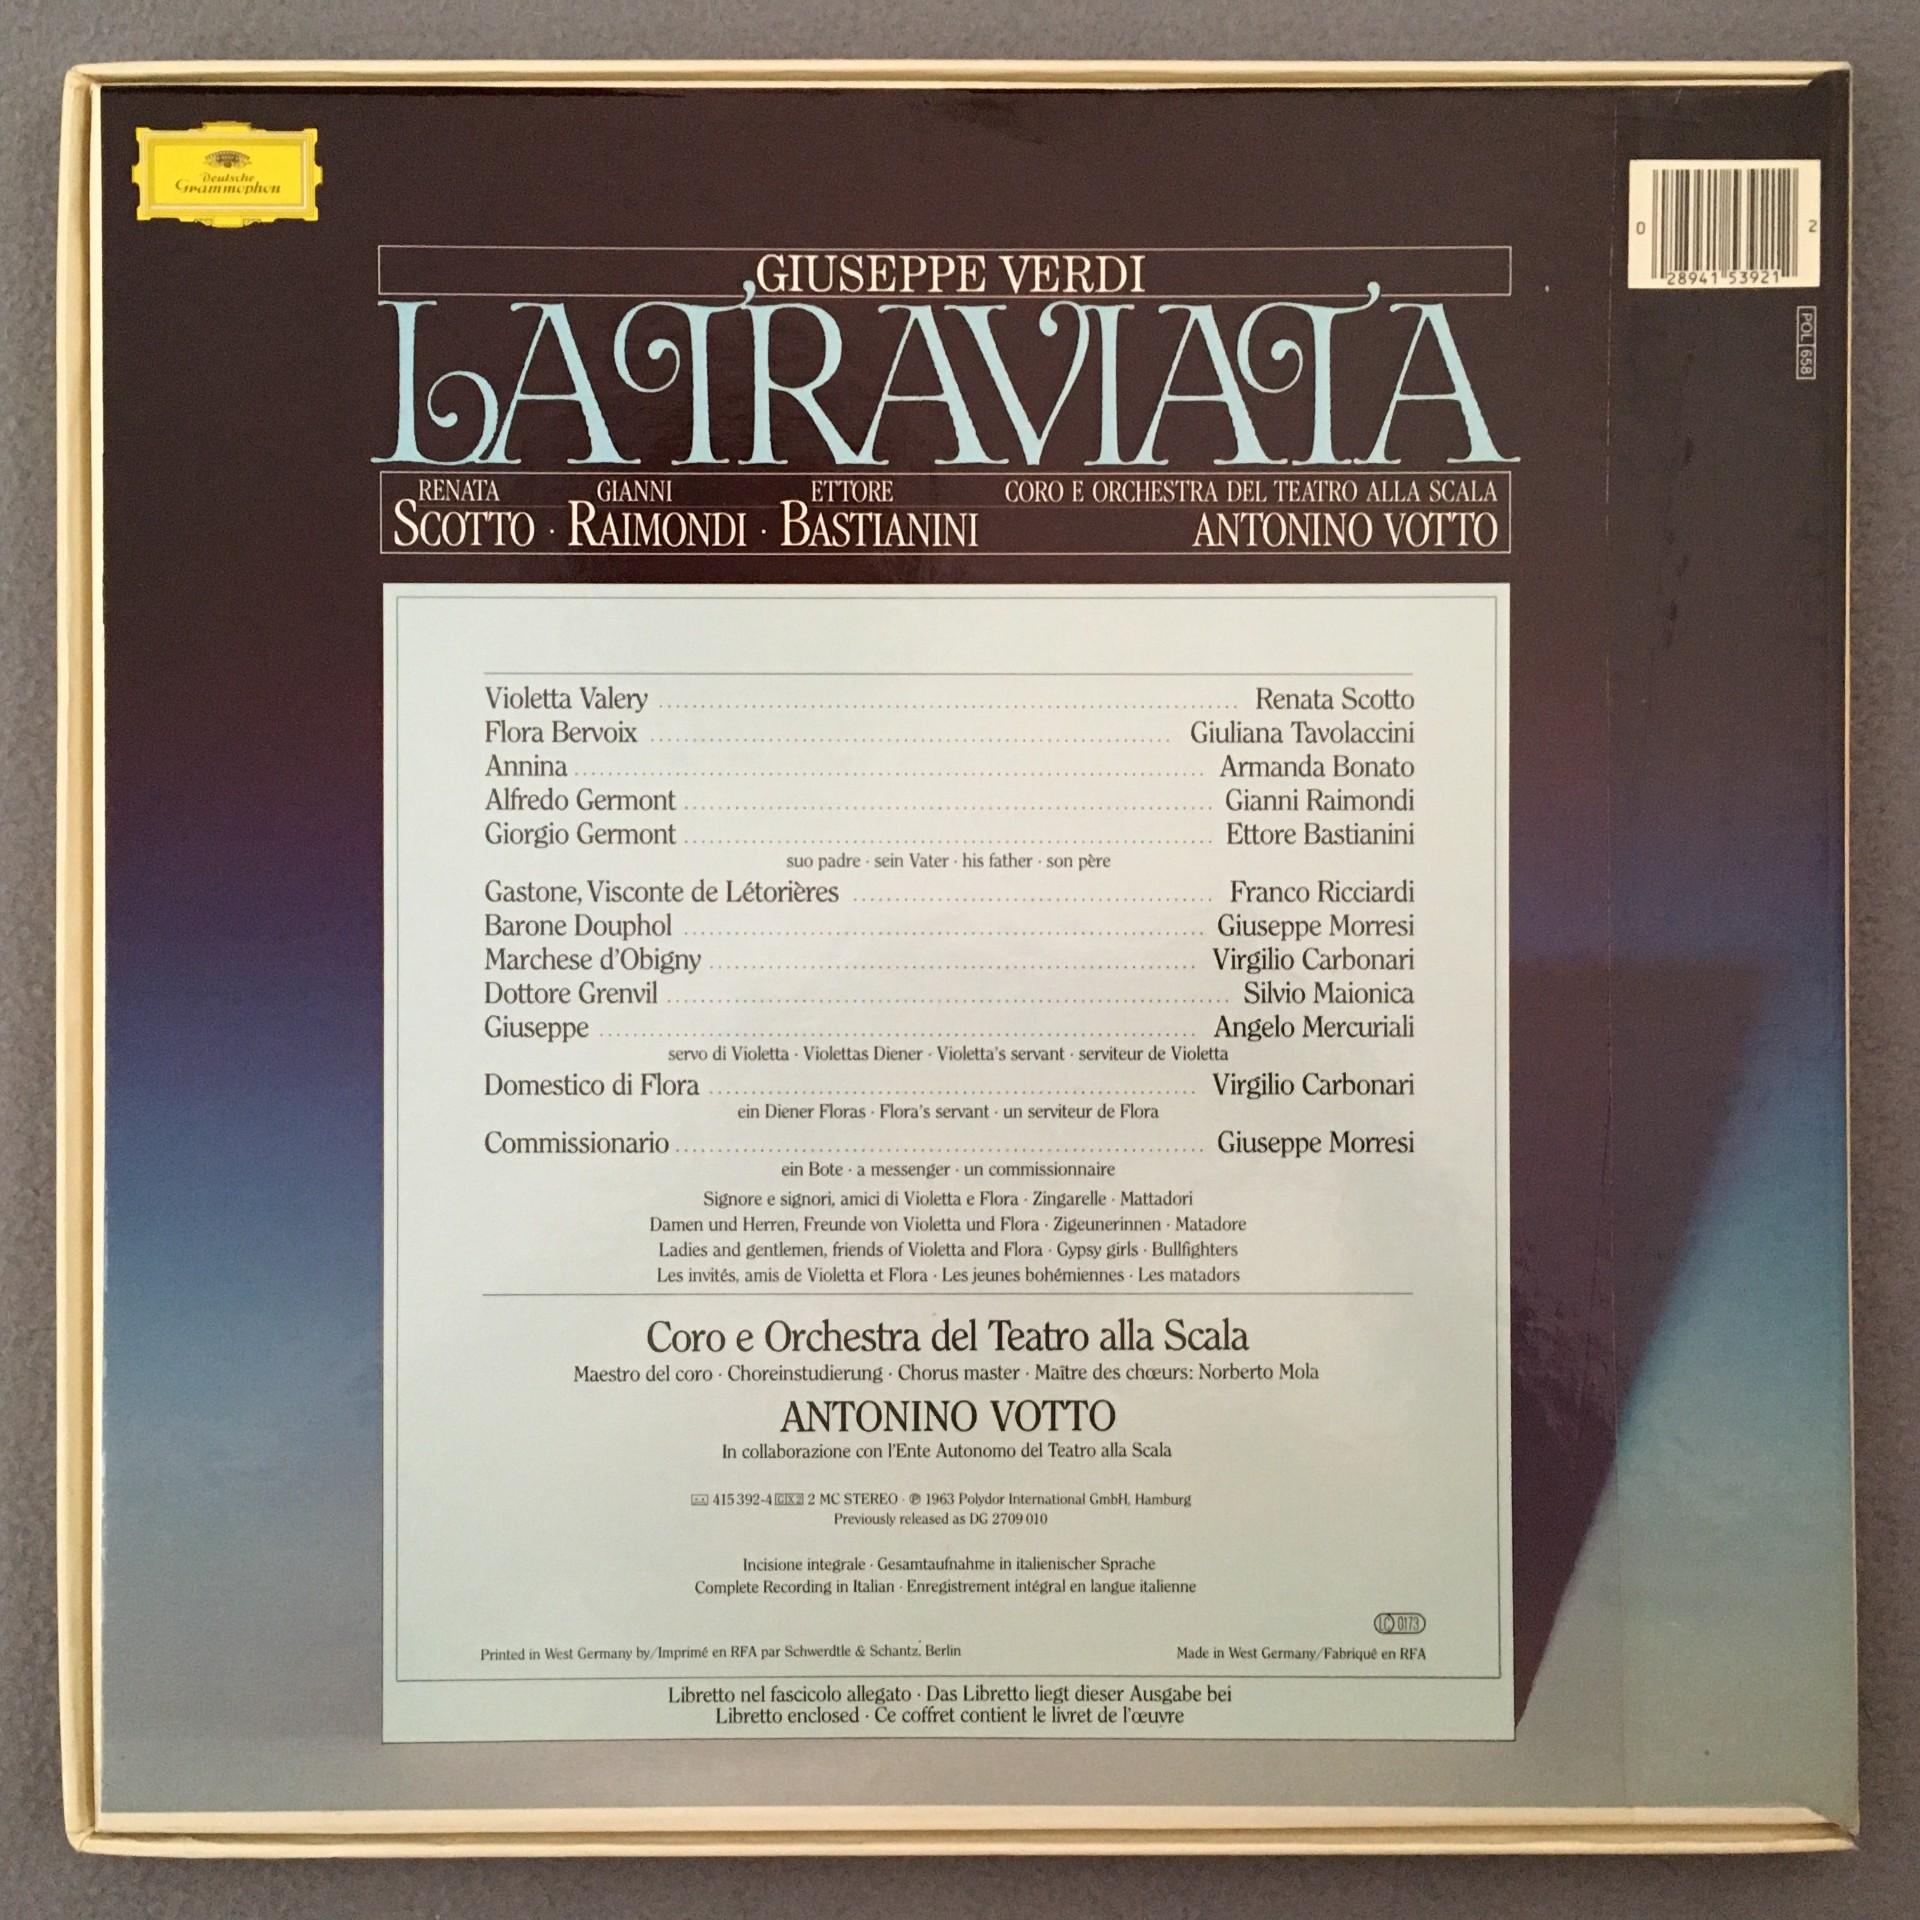 Deutsche
Grammophon
0 28941 53921 2
POL 658
GIUSEPPE VERDI
LA TRAVIATA
RENATA SCOTTO · GIANNI RAIMONDI · ETTORE BASTIANINI
CORO E ORCHESTRA DEL TEATRO ALLA SCALA
ANTONINO VOTTO
Violetta Valery ........ Renata Scotto
Flora Bervoix ........ Giuliana Tavolaccini
Annina ........ Armanda Bonato
Alfredo Germont ........ Gianni Raimondi
Giorgio Germont ........ Ettore Bastianini
suo padre · sein Vater · his father · son père
Gastone, Visconte de Létorières ........ Franco Ricciardi
Barone Douphol ........ Giuseppe Morresi
Marchese d'Obigny ........ Virgilio Carbonari
Dottore Grenvil ........ Silvio Maionica
Giuseppe ........ Angelo Mercuriali
servo di Violetta · Violettas Diener · Violetta's servant · serviteur de Violetta
Domestico di Flora ........ Virgilio Carbonari
ein Diener Floras · Flora's servant · un serviteur de Flora
Commissionario ........ Giuseppe Morresi
ein Bote · a messenger · un commissionnaire
Signore e signori, amici di Violetta e Flora · Zingarelle · Mattadori
Damen und Herren, Freunde von Violetta und Flora · Zigeunerinnen · Matadore
Ladies and gentlemen, friends of Violetta and Flora · Gypsy girls · Bullfighters
Les invités, amis de Violetta et Flora · Les jeunes bohémiennes · Les matadors
Coro e Orchestra del Teatro alla Scala
Maestro del coro · Choreinstudierung · Chorus master · Maître des chœurs: Norberto Mola
ANTONINO VOTTO
In collaborazione con l'Ente Autonomo del Teatro alla Scala
415 392-4 2 MC STEREO · ℗ 1963 Polydor International GmbH, Hamburg
Previously released as DG 2709 010
Incisione integrale · Gesamtaufnahme in italienischer Sprache
Complete Recording in Italian · Enregistrement intégral en langue italienne
LC 0173
Printed in West Germany by/Imprimé en RFA par Schwerdtle & Schantz, Berlin
Made in West Germany/Fabriqué en RFA
Libretto nel fascicolo allegato · Das Libretto liegt dieser Ausgabe bei
Libretto enclosed · Ce coffret contient le livret de l'œuvre